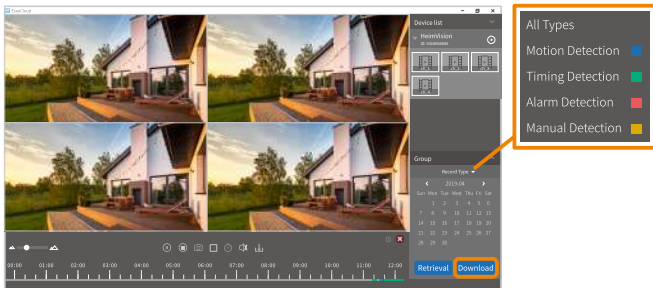 EseeCloud
Device list
HeimVision
Group
Record Type
2019.04
Sun Mon Tue Wed Thu Fri Sat
1 2 3 4 5 6
7 8 9 10 11 12 13
14 15 16 17 18 19 20
21 22 23 24 25 26 27
28 29 30
Retrieval Download
00:00 01:00 02:00 03:00 04:00 05:00 06:00 07:00 08:00 09:00 10:00 11:00 12:00
All Types
Motion Detection
Timing Detection
Alarm Detection
Manual Detection